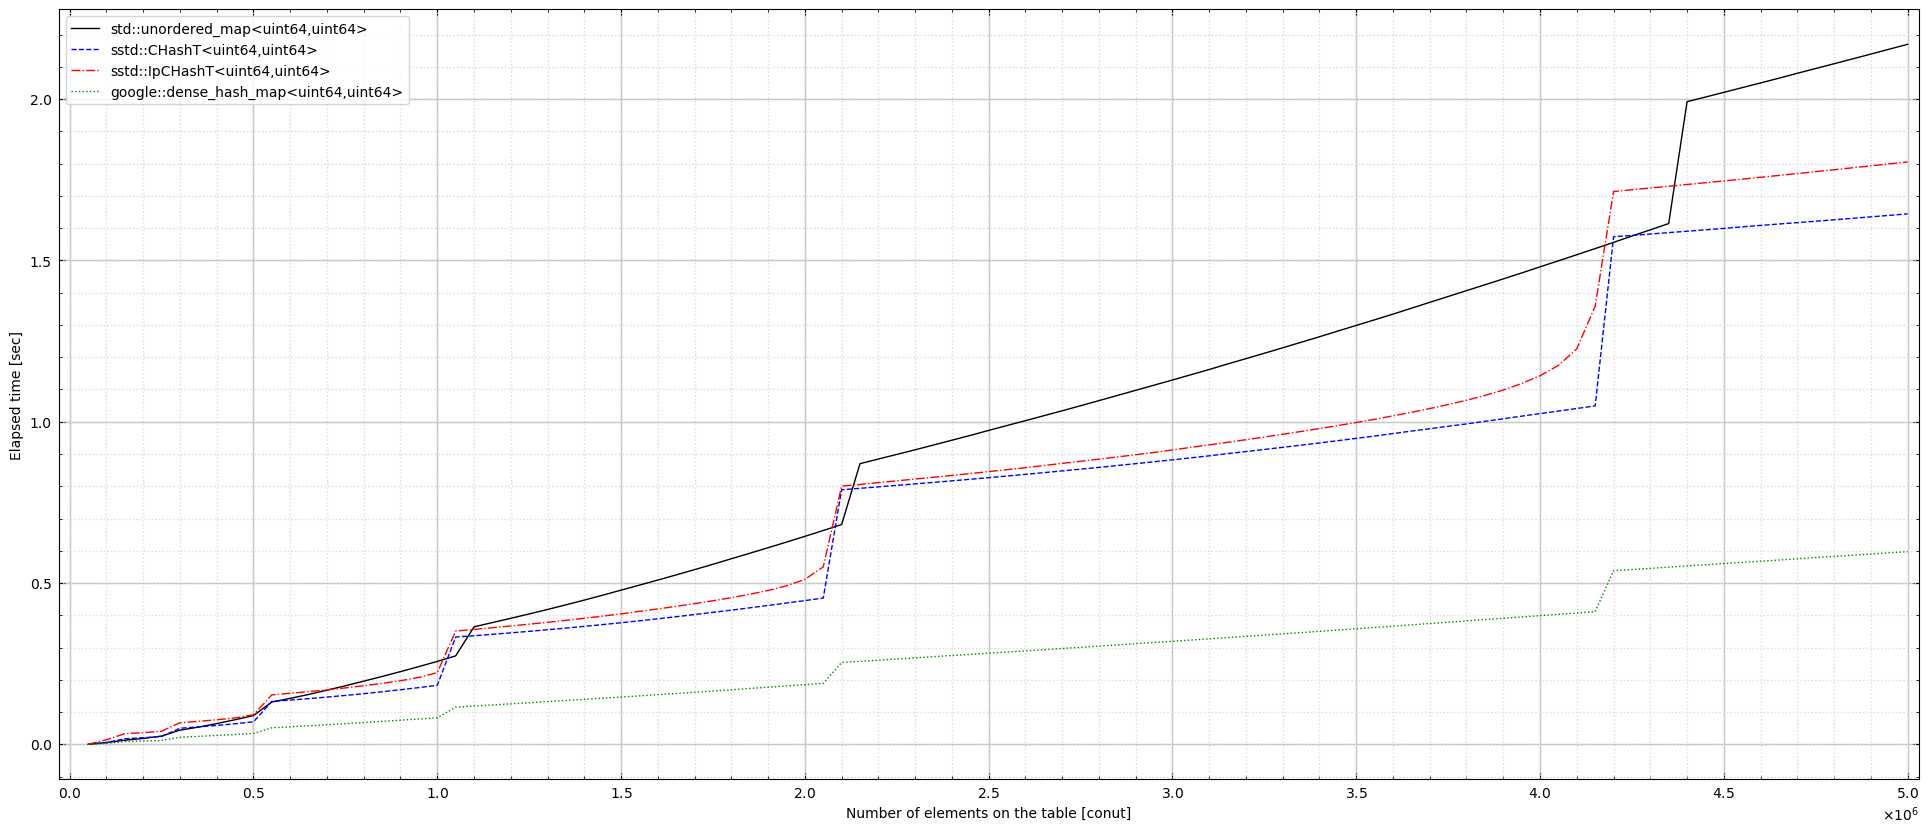 std::unordered_map<uint64,uint64>
sstd::CHashT<uint64,uint64>
sstd::IpCHashT<uint64,uint64>
google::dense_hash_map<uint64,uint64>
Elapsed time [sec]
2.0
1.5
1.0
0.5
0.0
0.0 0.5 1.0 1.5 2.0 2.5 3.0 3.5 4.0 4.5 5.0
Number of elements on the table [conut]
×10⁶